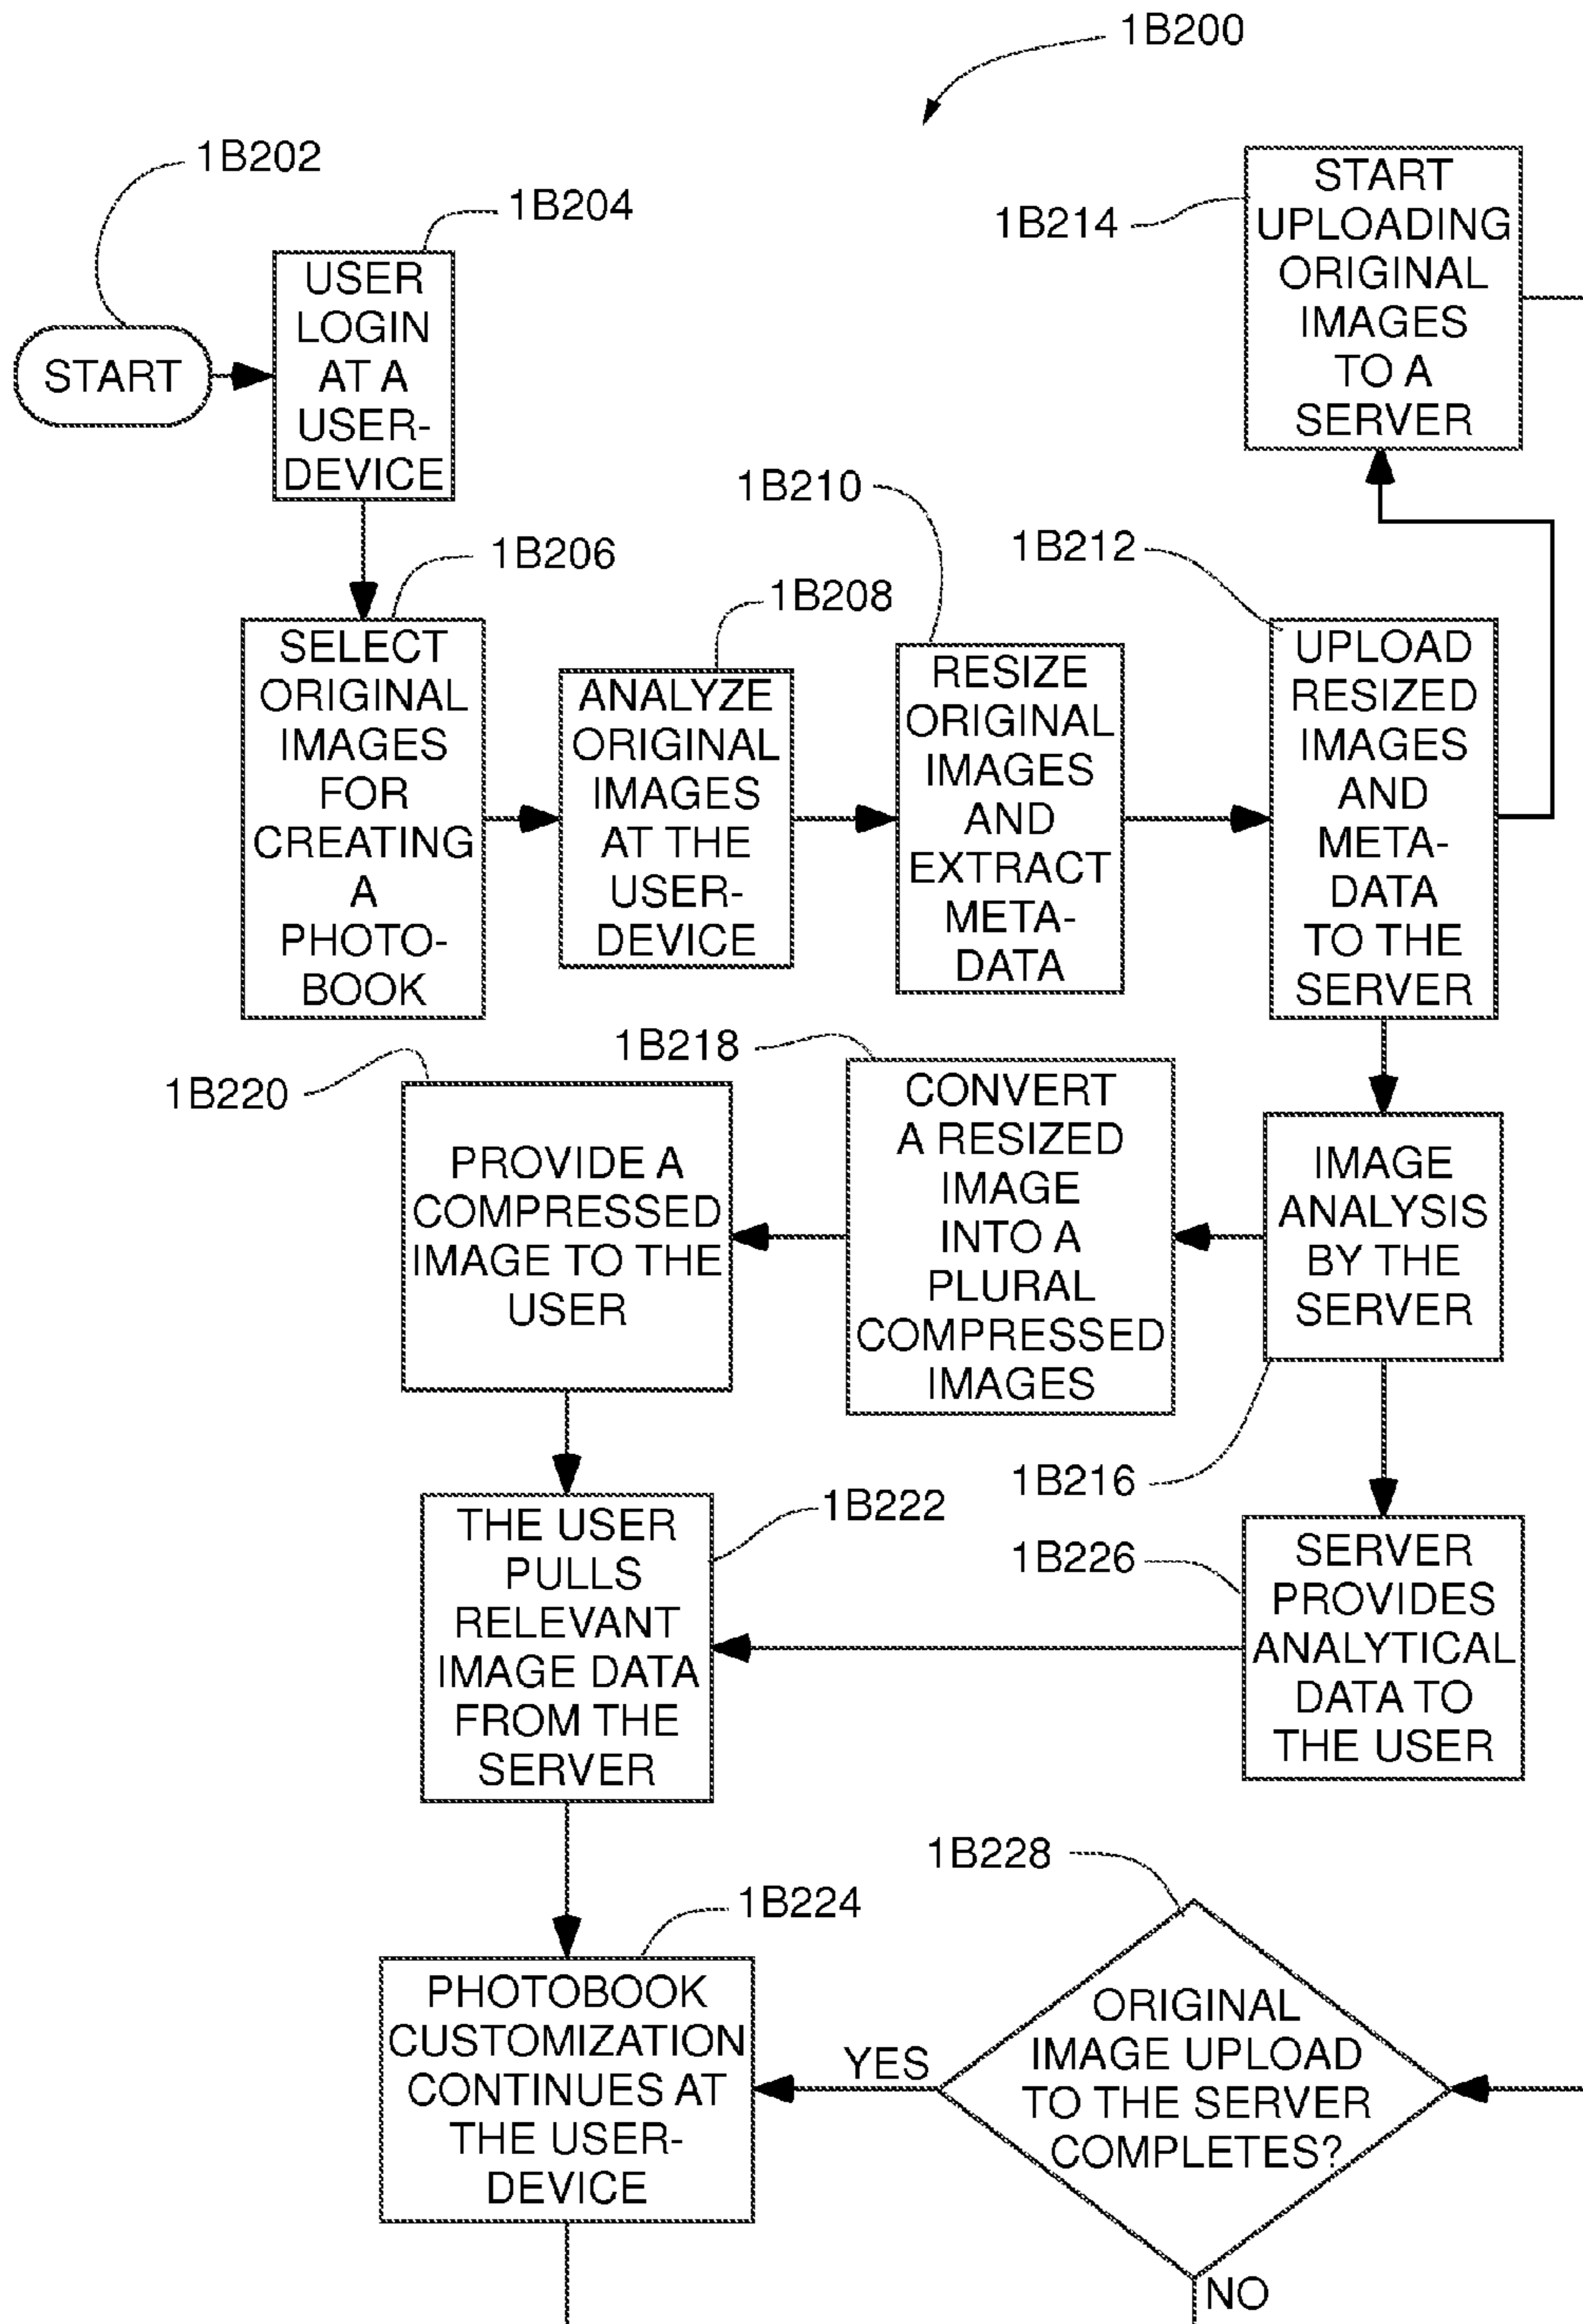 1B200
1B202
1B204
START
USER
LOGIN
AT A
USER-
DEVICE
1B214
START
UPLOADING
ORIGINAL
IMAGES
TO A
SERVER
1B206
SELECT
ORIGINAL
IMAGES
FOR
CREATING
A
PHOTO-
BOOK
1B208
ANALYZE
ORIGINAL
IMAGES
AT THE
USER-
DEVICE
1B210
RESIZE
ORIGINAL
IMAGES
AND
EXTRACT
META-
DATA
1B212
UPLOAD
RESIZED
IMAGES
AND
META-
DATA
TO THE
SERVER
1B220
PROVIDE A
COMPRESSED
IMAGE TO THE
USER
1B218
CONVERT
A RESIZED
IMAGE
INTO A
PLURAL
COMPRESSED
IMAGES
IMAGE
ANALYSIS
BY THE
SERVER
1B216
THE USER
PULLS
RELEVANT
IMAGE DATA
FROM THE
SERVER
1B222
1B226
SERVER
PROVIDES
ANALYTICAL
DATA TO
THE USER
1B224
PHOTOBOOK
CUSTOMIZATION
CONTINUES AT
THE USER-
DEVICE
1B228
YES
ORIGINAL
IMAGE UPLOAD
TO THE SERVER
COMPLETES?
NO